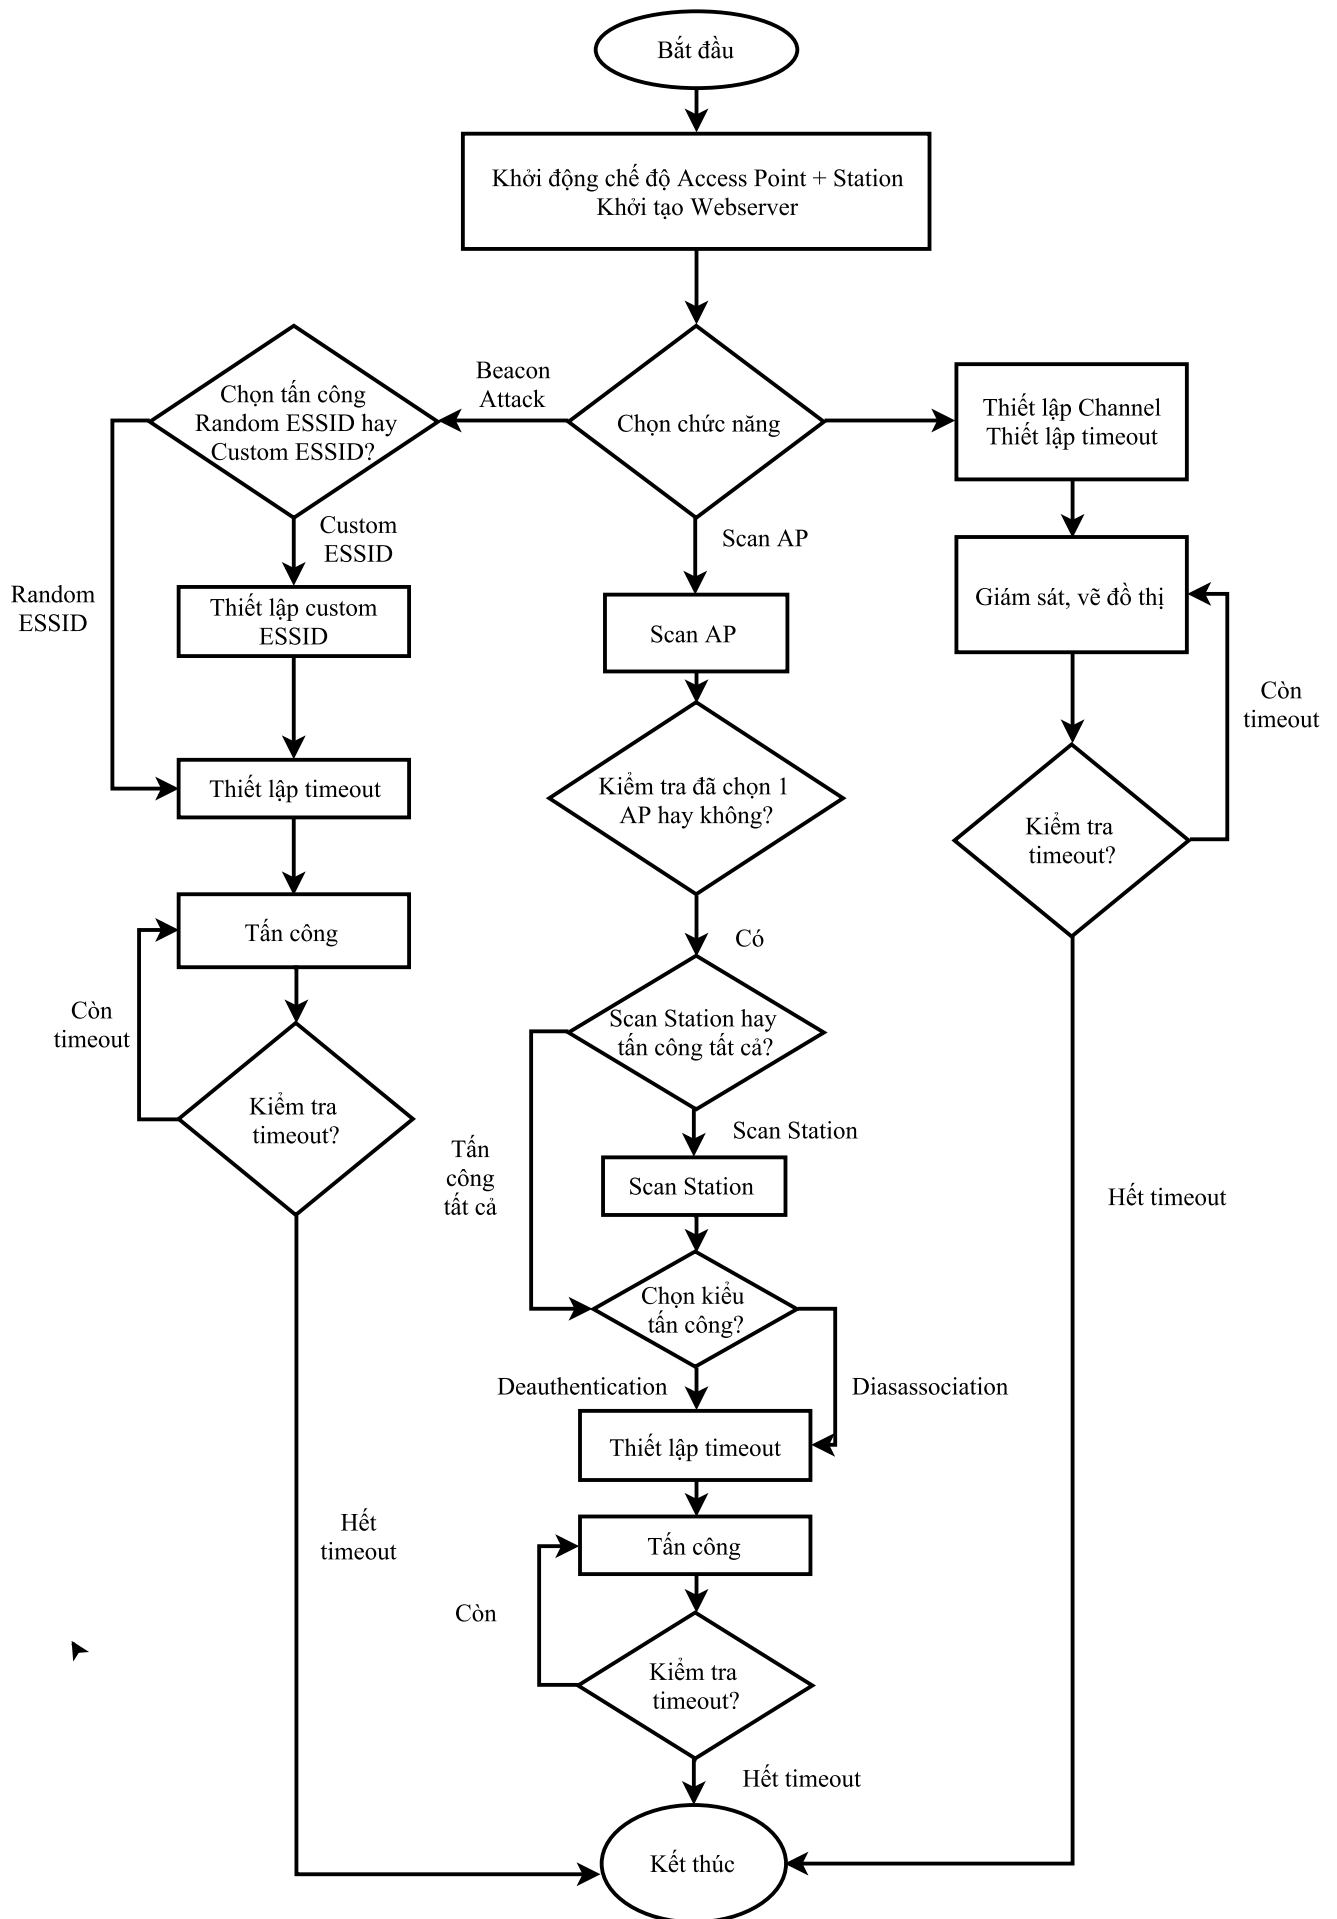 Bắt đầu
Khởi động chế độ Access Point + Station
Khởi tạo Webserver
Chọn tấn công
Random ESSID hay
Custom ESSID?
Beacon
Attack
Chọn chức năng
Thiết lập Channel
Thiết lập timeout
Custom
ESSID
Scan AP
Random
ESSID
Thiết lập custom
ESSID
Scan AP
Giám sát, vẽ đồ thị
Còn
timeout
Thiết lập timeout
Kiểm tra đã chọn 1
AP hay không?
Kiểm tra
timeout?
Tấn công
Có
Còn
timeout
Scan Station hay
tấn công tất cả?
Kiểm tra
timeout?
Tấn
công
tất cả
Scan Station
Scan Station
Hết timeout
Chọn kiểu
tấn công?
Deauthentication
Diasassociation
Thiết lập timeout
Hết
timeout
Tấn công
Còn
Kiểm tra
timeout?
Hết timeout
Kết thúc